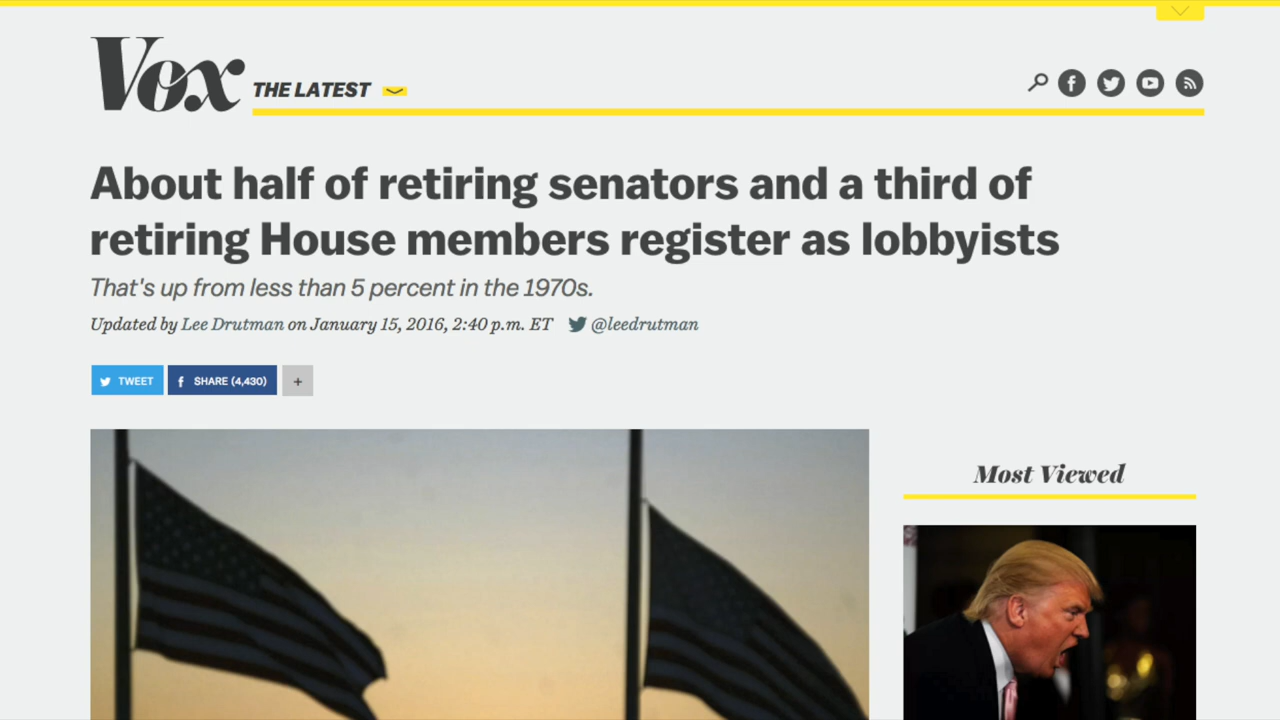 Vox
THE LATEST
About half of retiring senators and a third of
retiring House members register as lobbyists
That's up from less than 5 percent in the 1970s.
Updated by Lee Drutman on January 15, 2016, 2:40 p.m. ET @leedrutman
TWEET
SHARE (4,430)
+
Most Viewed